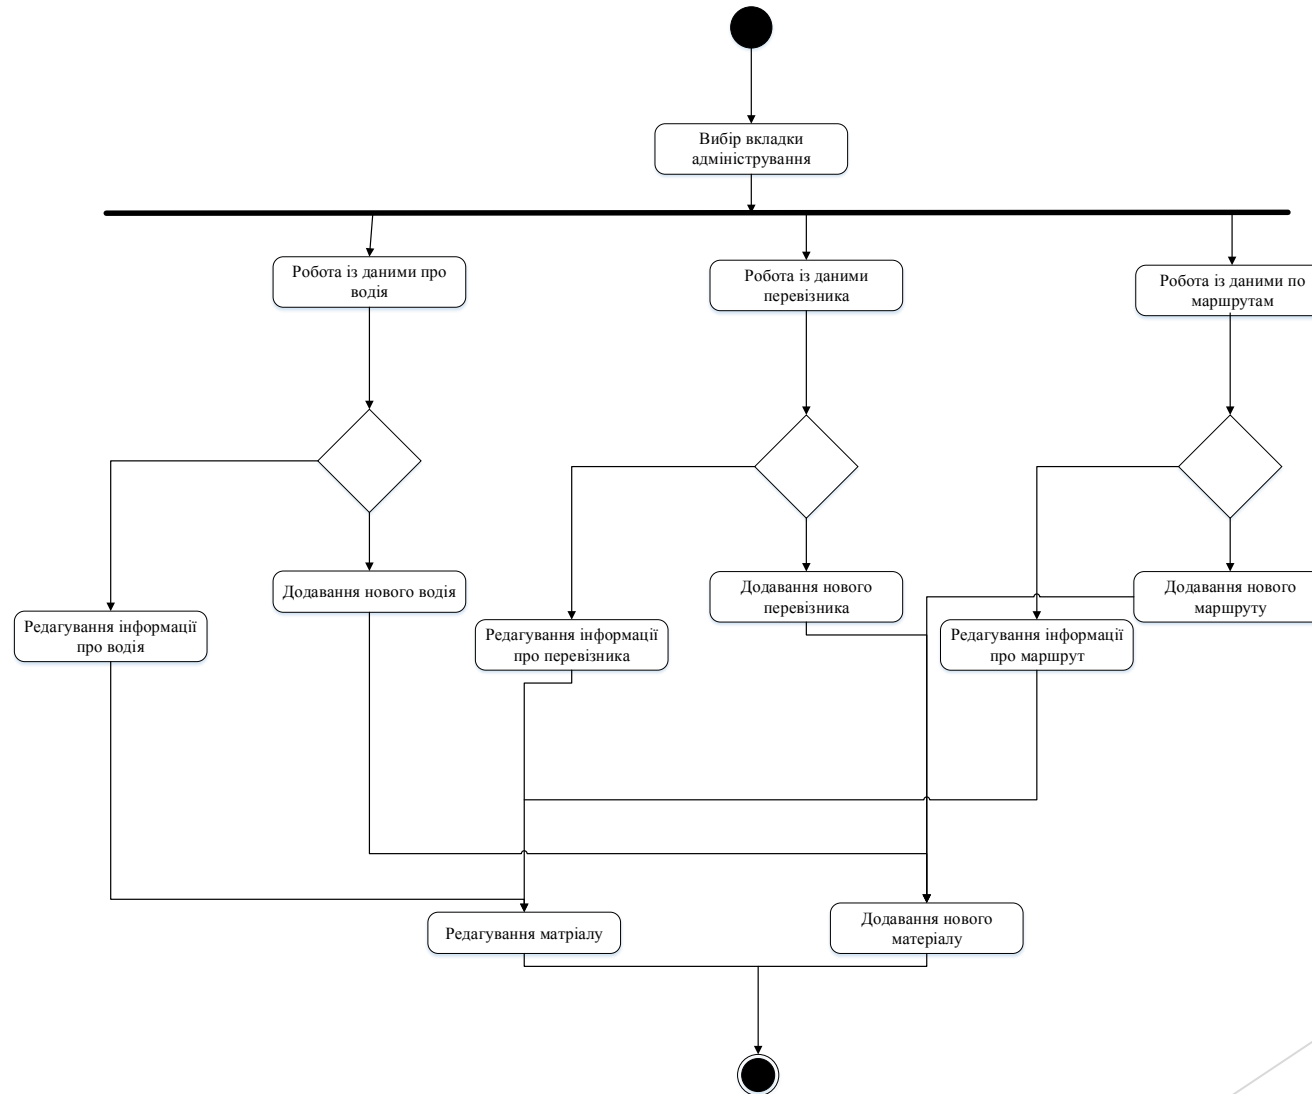 Вибір вкладки
адміністрування
Робота із даними про
водія
Робота із даними
перевізника
Робота із даними по
маршрутам
Додавання нового водія
Додавання нового
перевізника
Додавання нового
маршруту
Редагування інформації
про водія
Редагування інформації
про перевізника
Редагування інформації
про маршрут
Редагування матріалу
Додавання нового
матеріалу